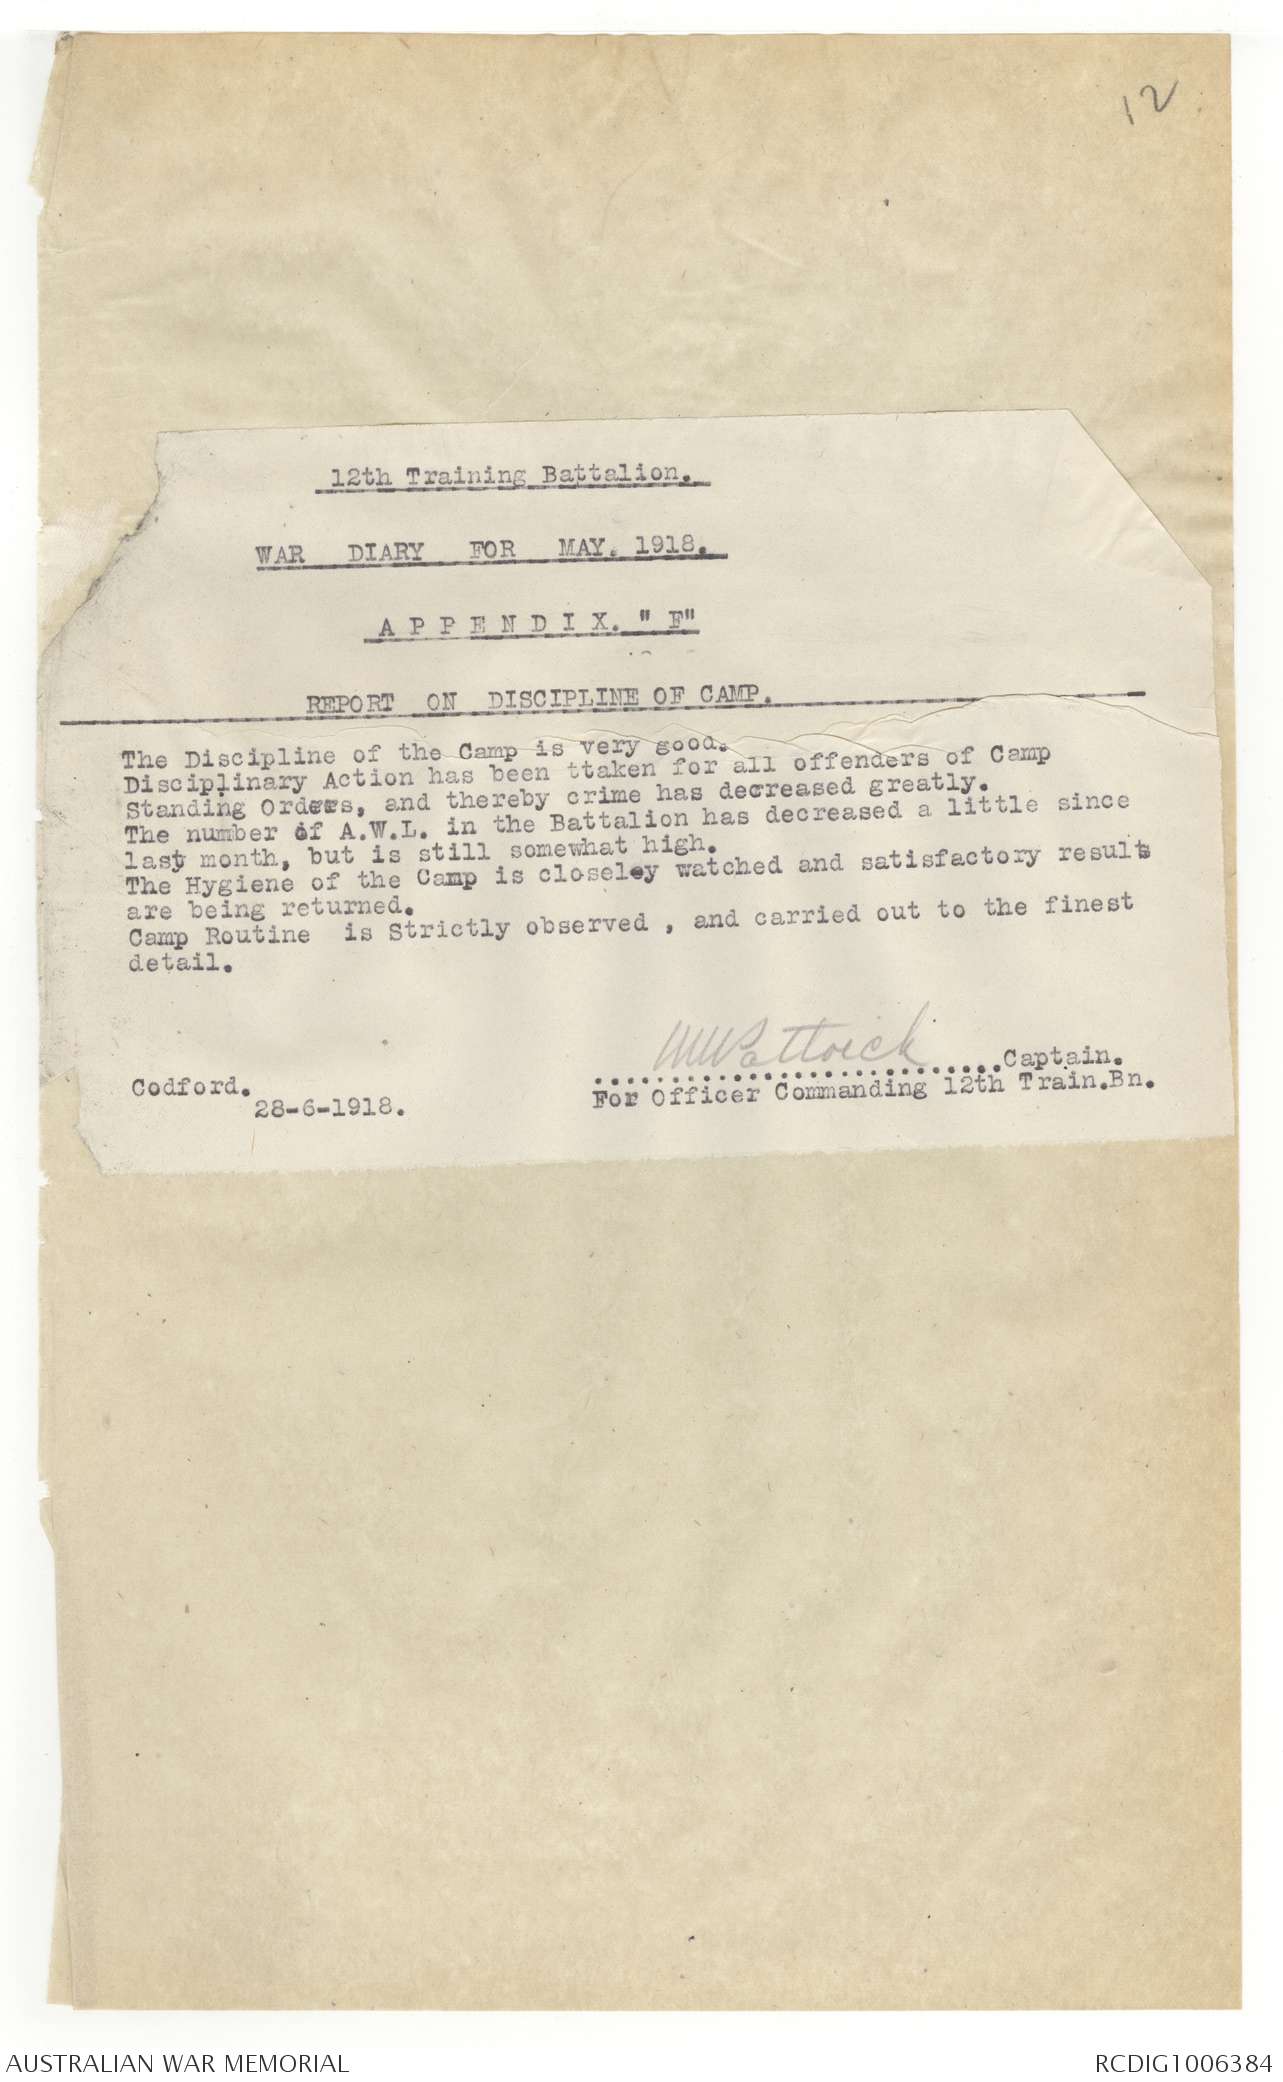 12
12th Training Battalion.
WAR DIARY FOR MAY. 1918.
A P P E N D I X. " F"
REPORT ON DISCIPLINE OF CAMP.
The Discipline of the Camp is very good.
Disciplinary Action has been ttaken for all offenders of Camp
Standing Orders, and thereby crime has decreased greatly.
The number of A.W.L. in the Battalion has decreased a little since
last month, but is still somewhat high.
The Hygiene of the Camp is closeley watched and satisfactory results
are being returned.
Camp Routine is Strictly observed , and carried out to the finest
detail.
Captain.
Codford.
For Officer Commanding 12th Train.Bn.
28-6-1918.
AUSTRALIAN WAR MEMORIAL
RCDIG1006384